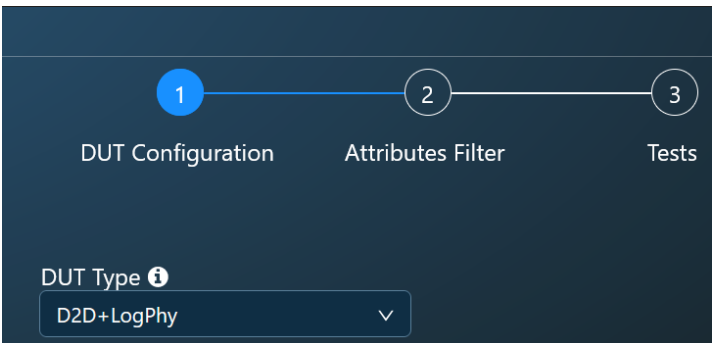 1 2 3
DUT Configuration Attributes Filter Tests
DUT Type
D2D+LogPhy